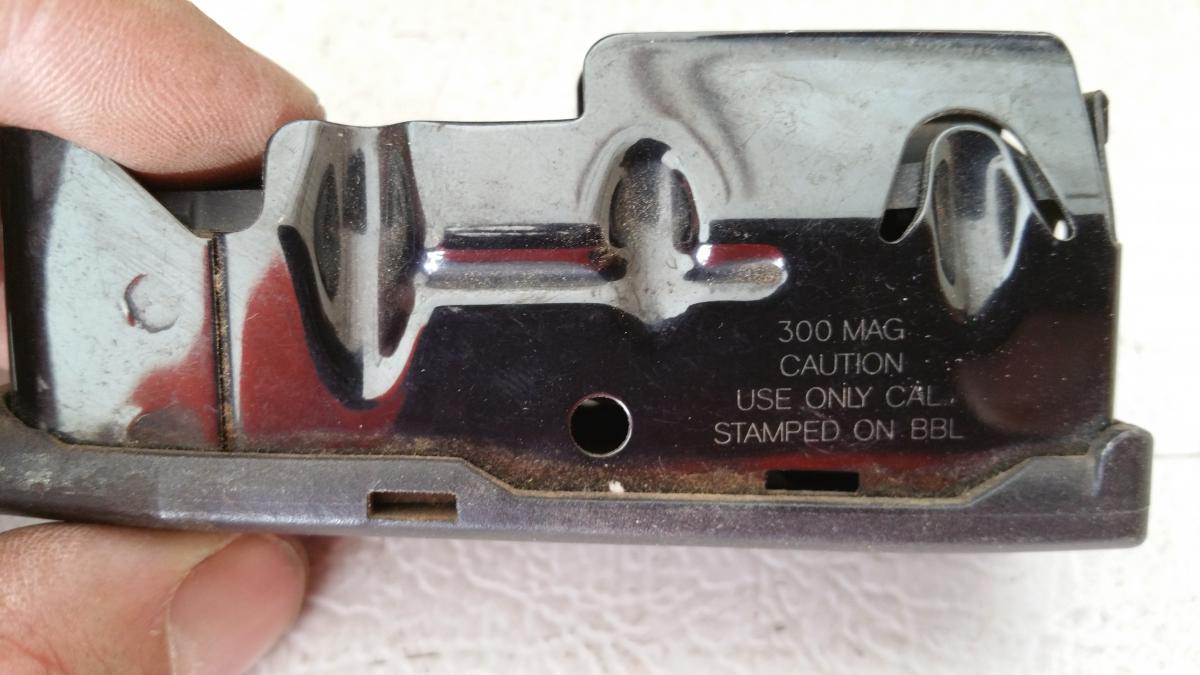 300 MAG
CAUTION
USE ONLY CAL.
STAMPED ON BBL